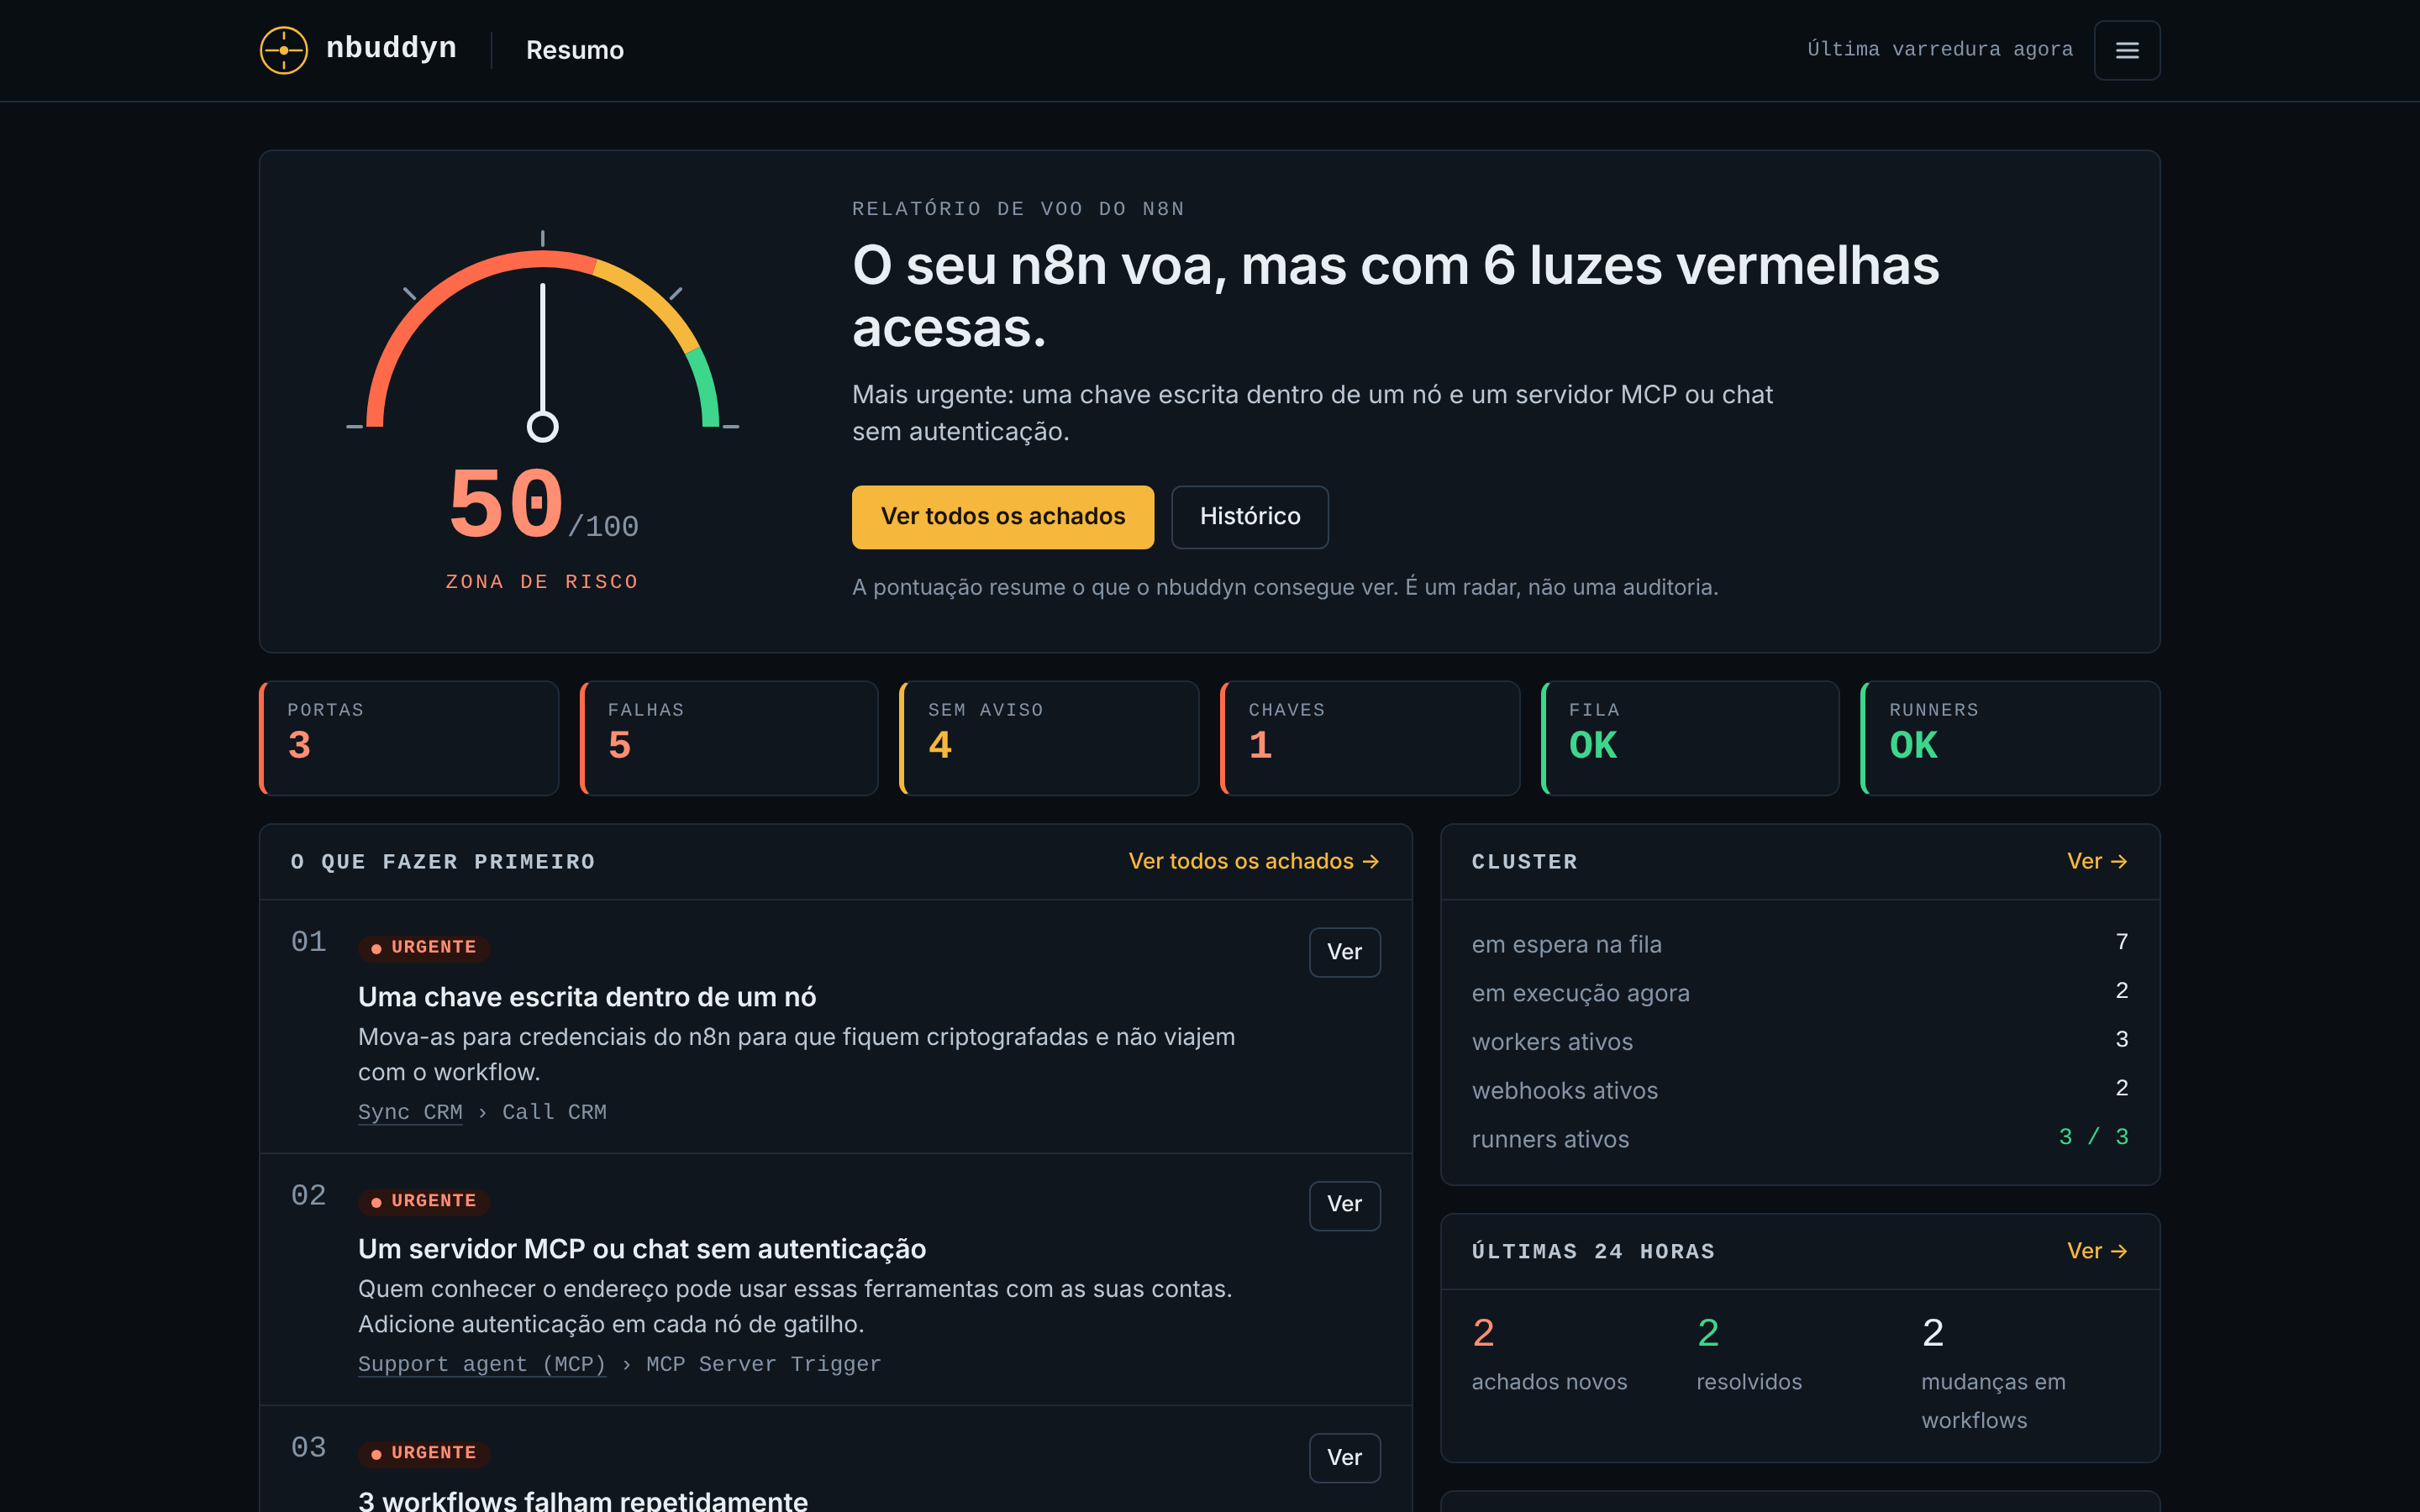 nbuddyn
Resumo
Última varredura agora
RELATÓRIO DE VOO DO N8N
O seu n8n voa, mas com 6 luzes vermelhas
acesas.
Mais urgente: uma chave escrita dentro de um nó e um servidor MCP ou chat
sem autenticação.
Ver todos os achados
Histórico
A pontuação resume o que o nbuddyn consegue ver. É um radar, não uma auditoria.
50/100
ZONA DE RISCO
PORTAS
3
FALHAS
5
SEM AVISO
4
CHAVES
1
FILA
OK
RUNNERS
OK
O QUE FAZER PRIMEIRO
Ver todos os achados →
01
URGENTE
Ver
Uma chave escrita dentro de um nó
Mova-as para credenciais do n8n para que fiquem criptografadas e não viajem
com o workflow.
Sync CRM › Call CRM
02
URGENTE
Ver
Um servidor MCP ou chat sem autenticação
Quem conhecer o endereço pode usar essas ferramentas com as suas contas.
Adicione autenticação em cada nó de gatilho.
Support agent (MCP) › MCP Server Trigger
03
URGENTE
Ver
3 workflows falham repetidamente
CLUSTER
Ver →
em espera na fila 7
em execução agora 2
workers ativos 3
webhooks ativos 2
runners ativos 3 / 3
ÚLTIMAS 24 HORAS
Ver →
2
achados novos
2
resolvidos
2
mudanças em
workflows